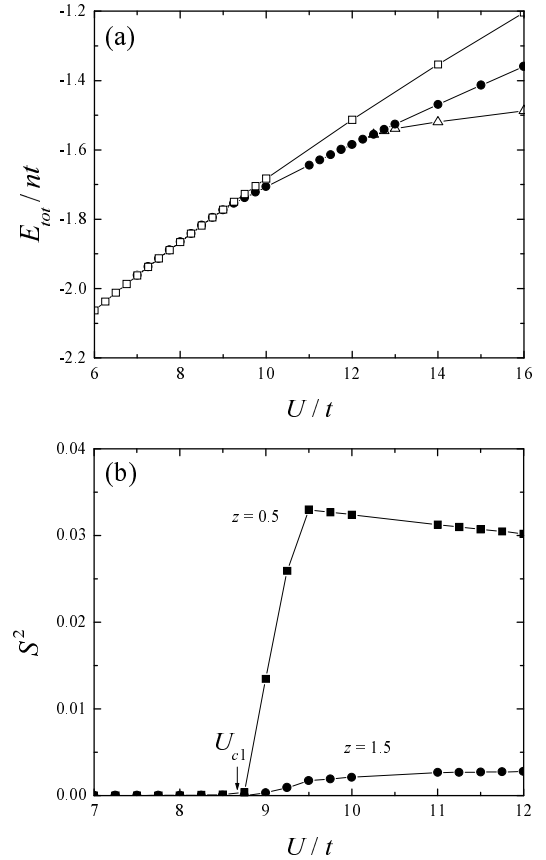 (a)
-1.2
-1.4
-1.6
-1.8
-2.0
-2.2
E_tot / nt
6 8 10 12 14 16
U / t
(b)
0.04
0.03
0.02
0.01
0.00
S²
z = 0.5
U_c1
z = 1.5
7 8 9 10 11 12
U / t